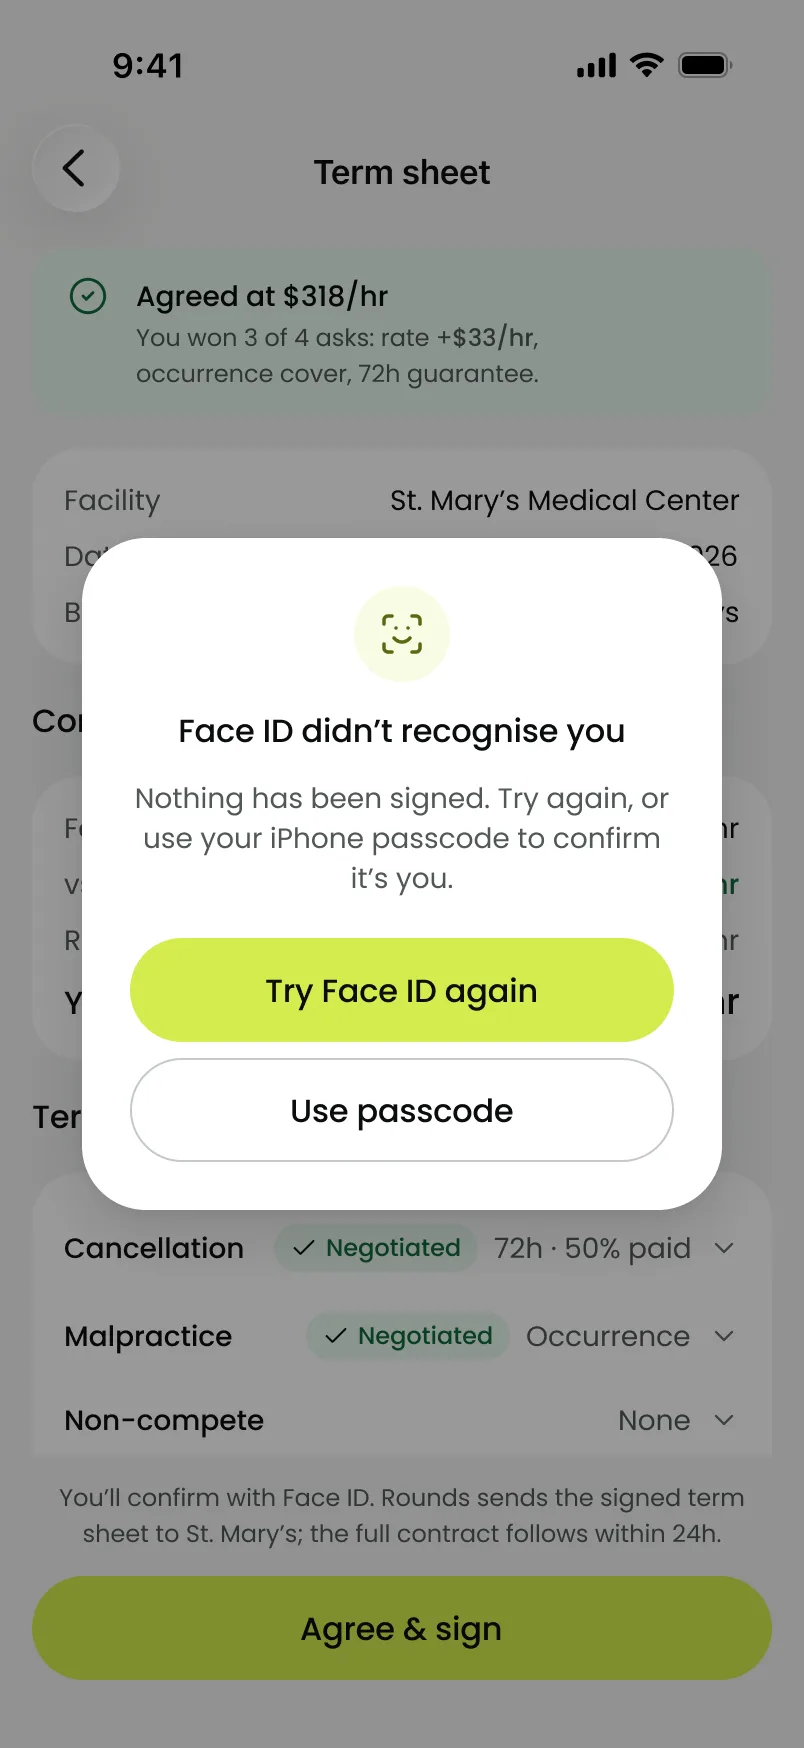 9:41
Term sheet
Agreed at $318/hr
You won 3 of 4 asks: rate +$33/hr,
occurrence cover, 72h guarantee.
Facility St. Mary’s Medical Center
Face ID didn’t recognise you
Nothing has been signed. Try again, or
use your iPhone passcode to confirm
it’s you.
Try Face ID again
Use passcode
Cancellation Negotiated 72h · 50% paid
Malpractice Negotiated Occurrence
Non-compete None
You’ll confirm with Face ID. Rounds sends the signed term
sheet to St. Mary’s; the full contract follows within 24h.
Agree & sign